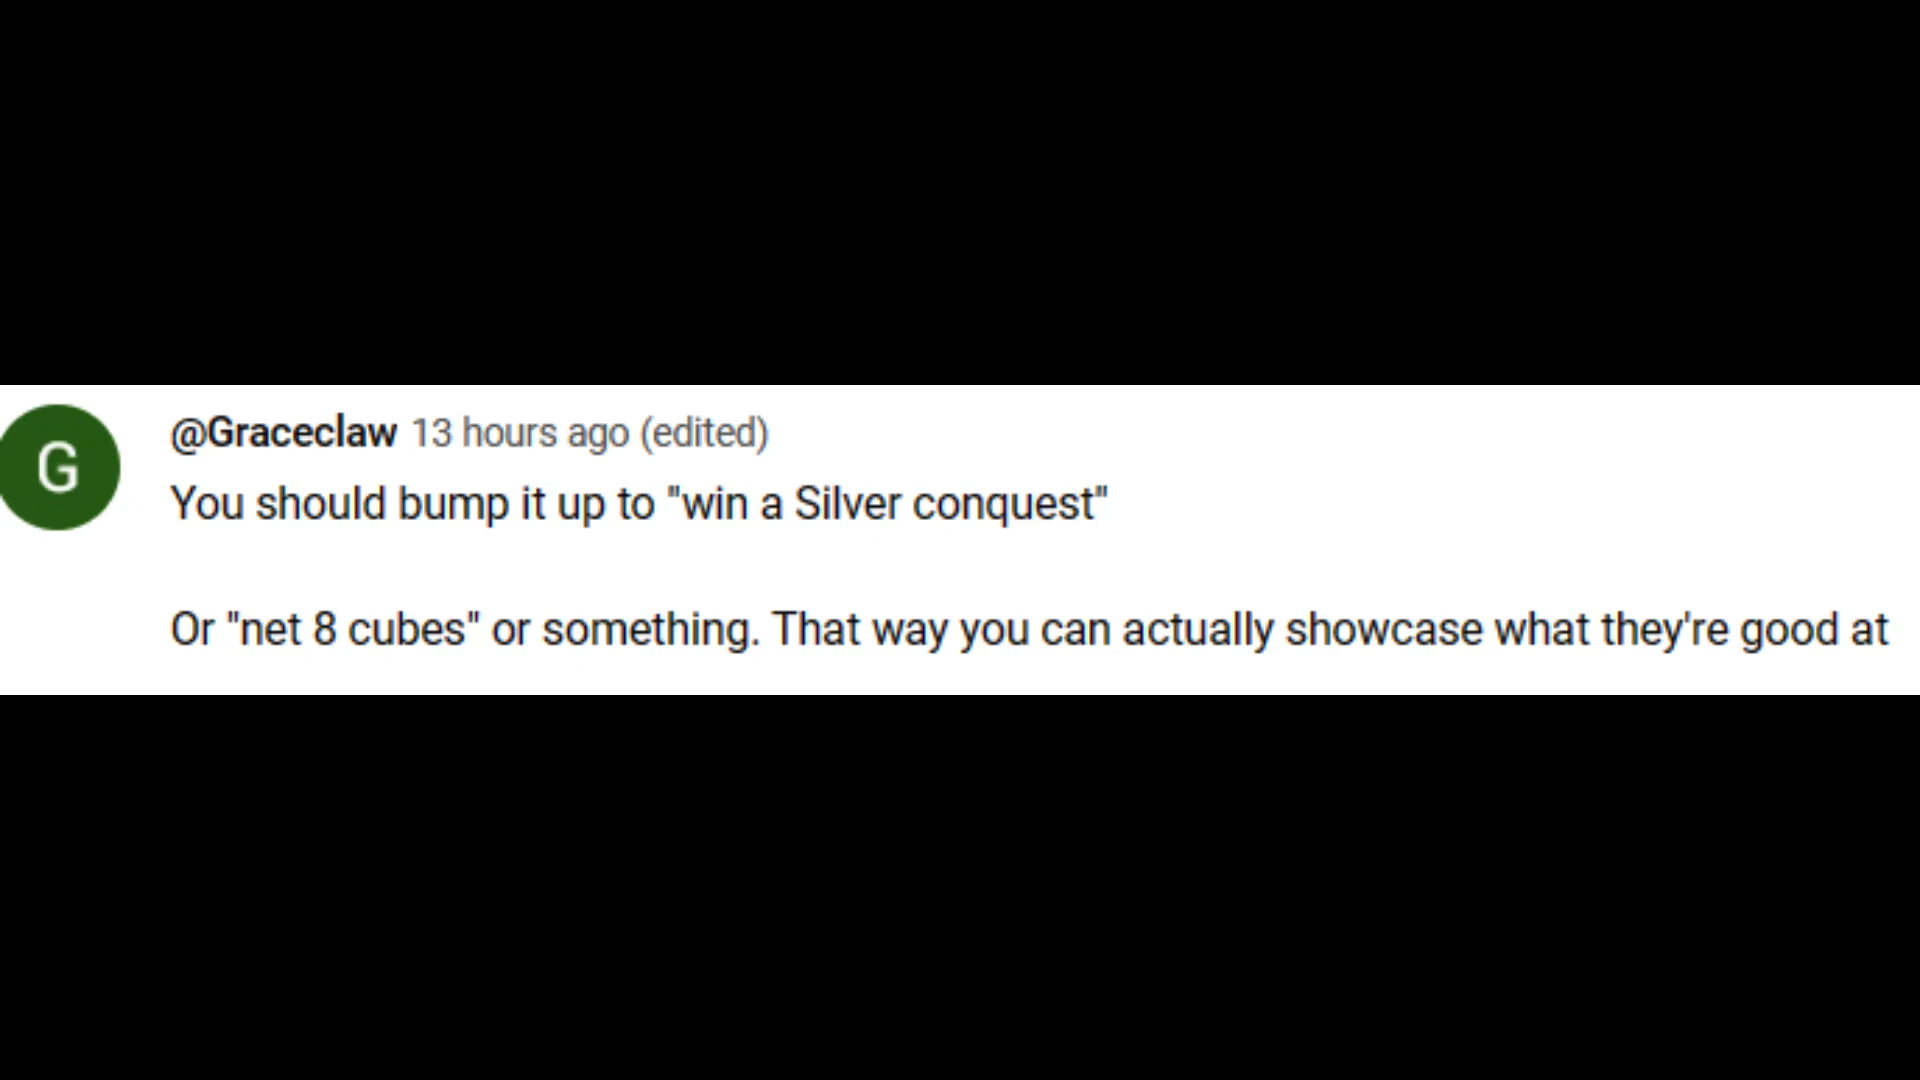 G
@Graceclaw 13 hours ago (edited)
You should bump it up to "win a Silver conquest"
Or "net 8 cubes" or something. That way you can actually showcase what they're good at